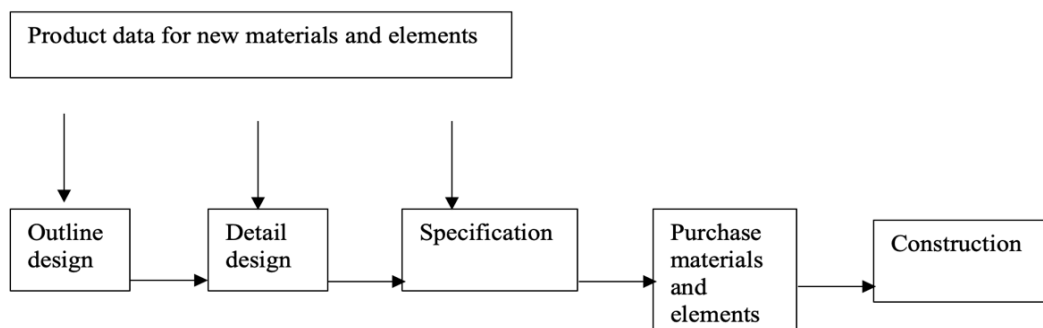 Product data for new materials and elements
Outline
design
Detail
design
Specification
Purchase
materials
and
elements
Construction